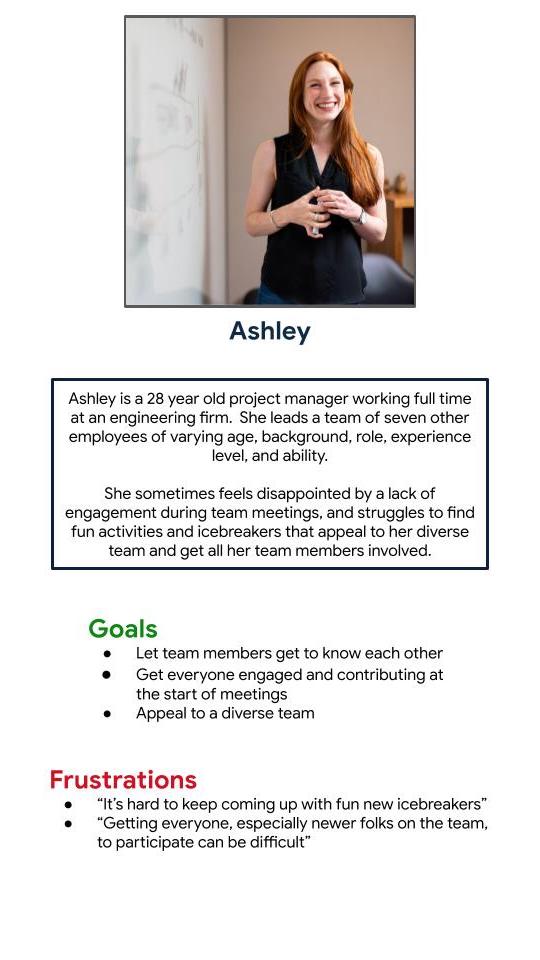 Ashley
Ashley is a 28 year old project manager working full time
at an engineering firm.  She leads a team of seven other
employees of varying age, background, role, experience
level, and ability.
She sometimes feels disappointed by a lack of
engagement during team meetings, and struggles to find
fun activities and icebreakers that appeal to her diverse
team and get all her team members involved.
Goals
● Let team members get to know each other
● Get everyone engaged and contributing at
the start of meetings
● Appeal to a diverse team
Frustrations
● “It’s hard to keep coming up with fun new icebreakers”
● “Getting everyone, especially newer folks on the team,
to participate can be difficult”